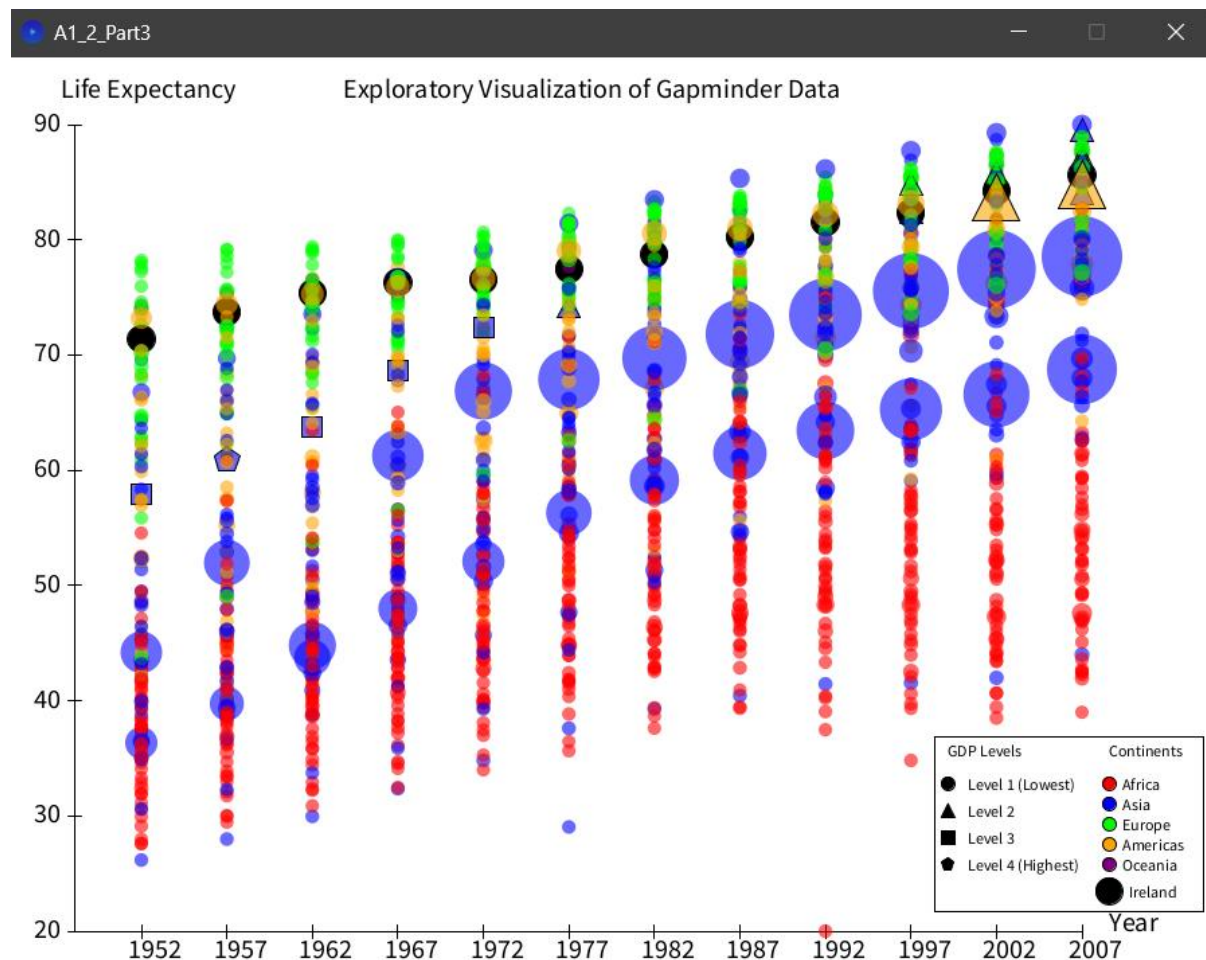 A1_2_Part3
Life Expectancy
Exploratory Visualization of Gapminder Data
90
80
70
60
50
40
30
20
GDP Levels
Level 1 (Lowest)
Level 2
Level 3
Level 4 (Highest)
Continents
Africa
Asia
Europe
Americas
Oceania
Ireland
Year
1952 1957 1962 1967 1972 1977 1982 1987 1992 1997 2002 2007